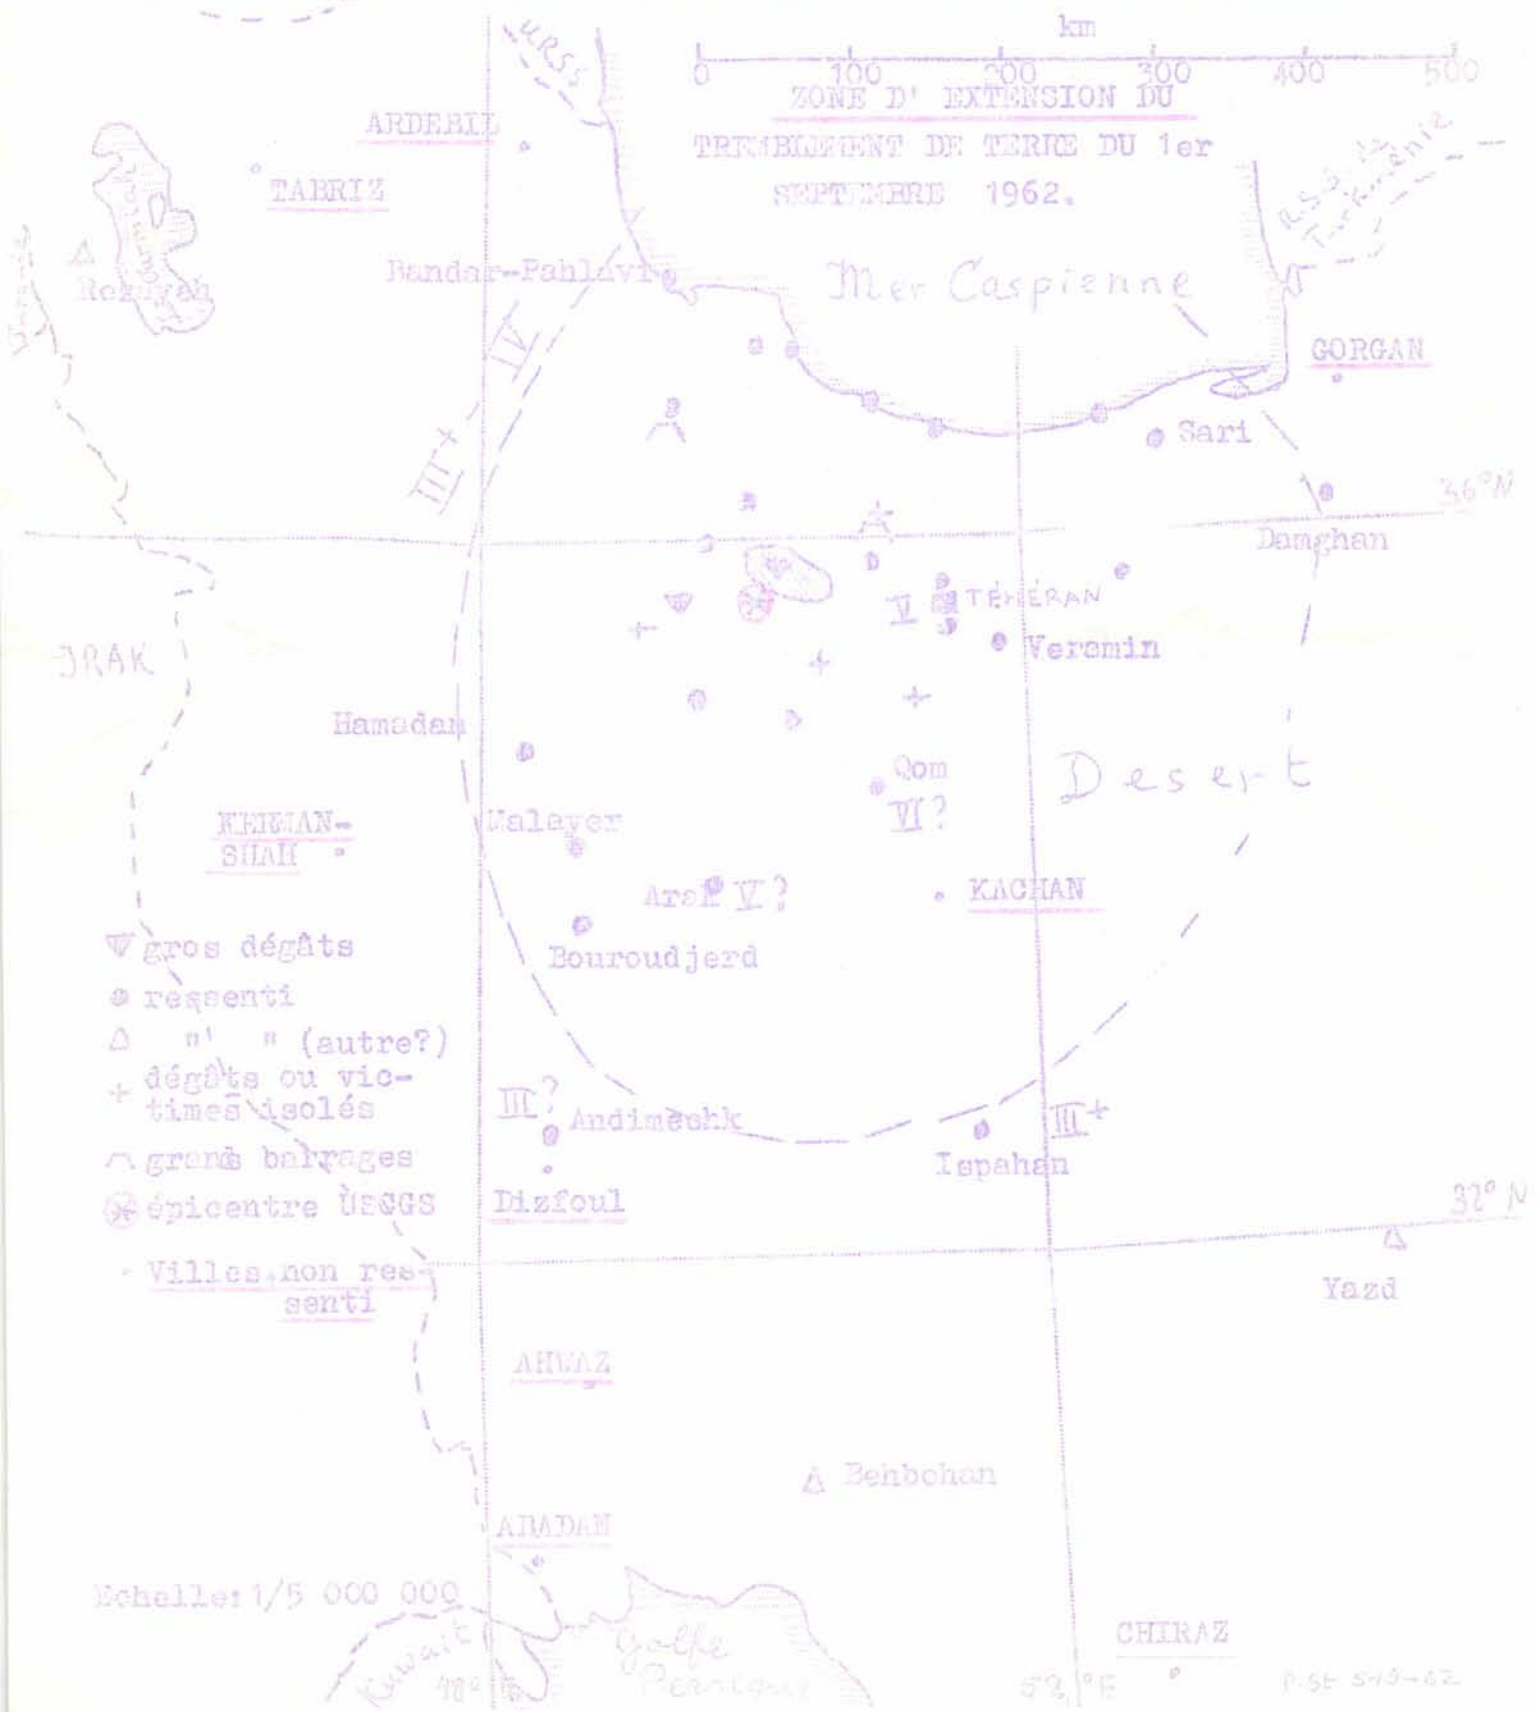 km
0 100 200 300 400 500
ZONE D' EXTENSION DU
TREMBLEMENT DE TERRE DU 1er
SEPTEMBRE 1962.
URSS
ARDEBIL
TABRIZ
R.S.S.
Turkménie
Bandar-Pahlavi
Mer Caspienne
IV
III+
GORGAN
Sari
36°N
Damghan
V TÉHÉRAN
Veramin
IRAK
Hamadan
Desert
Qom
VI?
KERMAN-
SHAH
Malayer
Arak V?
KACHAN
Bouroudjerd
gros dégâts
ressenti
"' " (autre?)
dégâts ou vic-
times isolés
grands barrages
épicentre USCGS
Villes non res-
senti
III?
Andimechk
III+
Ispahan
Dizfoul
32° N
Yazd
AHWAZ
Behbohan
ABADAN
Echelle: 1/5 000 000
Kuwait
Golfe
Persique
48° E
52°E
CHIRAZ